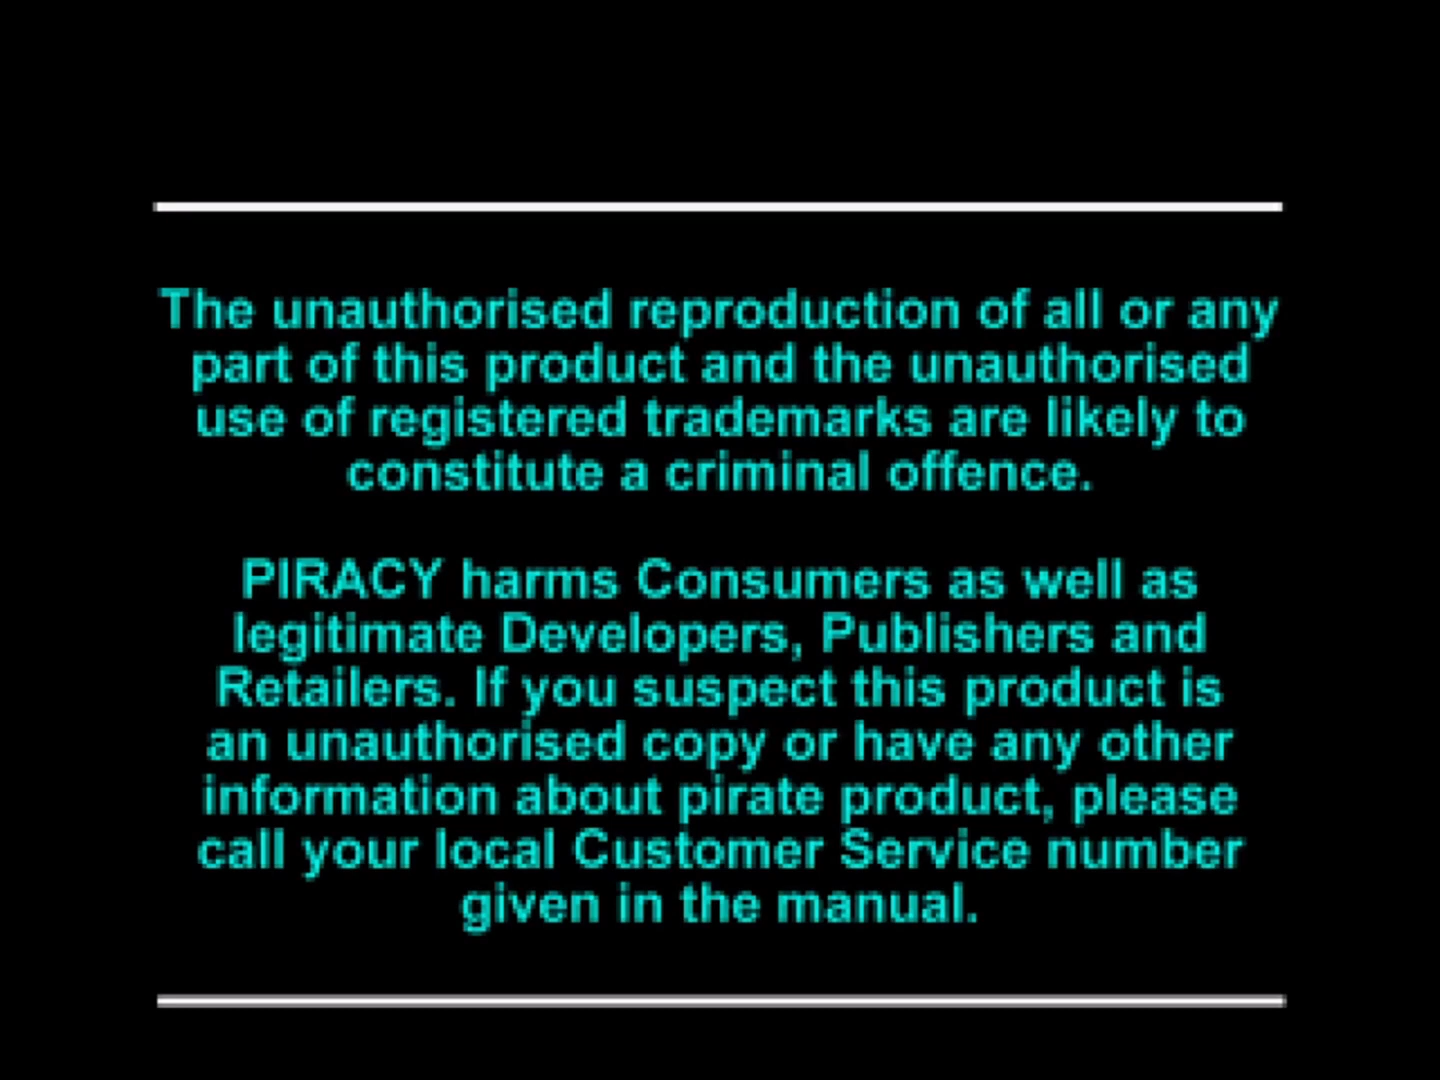 The unauthorised reproduction of all or any
part of this product and the unauthorised
use of registered trademarks are likely to
constitute a criminal offence.
PIRACY harms Consumers as well as
legitimate Developers, Publishers and
Retailers. If you suspect this product is
an unauthorised copy or have any other
information about pirate product, please
call your local Customer Service number
given in the manual.